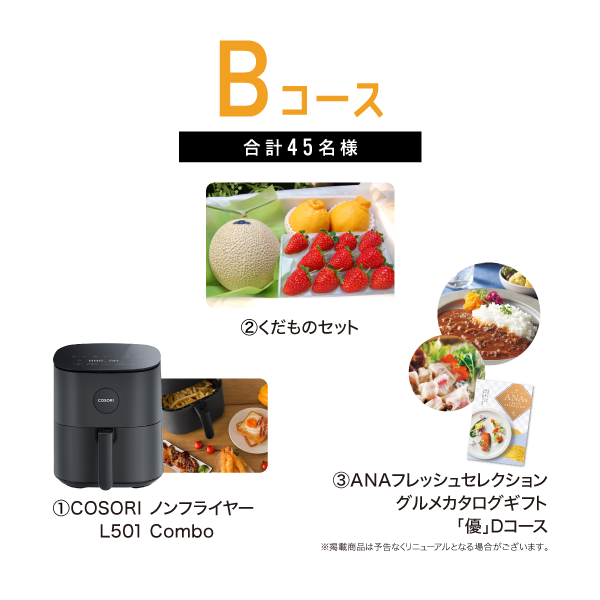 Bコース
合計45名様
②くだものセット
COSORI
ANA
①COSORI ノンフライヤー
L501 Combo
③ANAフレッシュセレクション
グルメカタログギフト
「優」Dコース
※掲載商品は予告なくリニューアルとなる場合がございます。